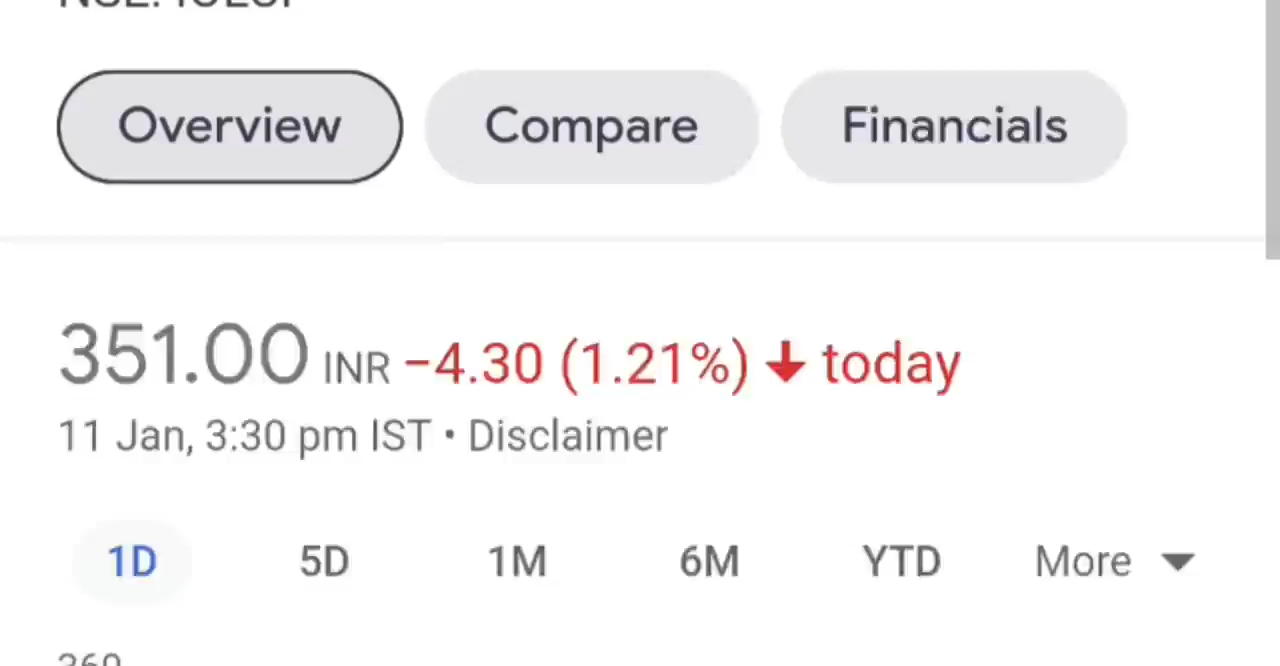 Overview Compare Financials
351.00 INR −4.30 (1.21%) ↓ today
11 Jan, 3:30 pm IST • Disclaimer
1D 5D 1M 6M YTD More